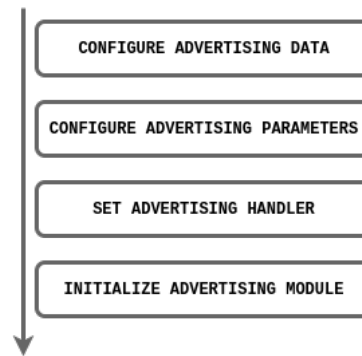 CONFIGURE ADVERTISING DATA
CONFIGURE ADVERTISING PARAMETERS
SET ADVERTISING HANDLER
INITIALIZE ADVERTISING MODULE